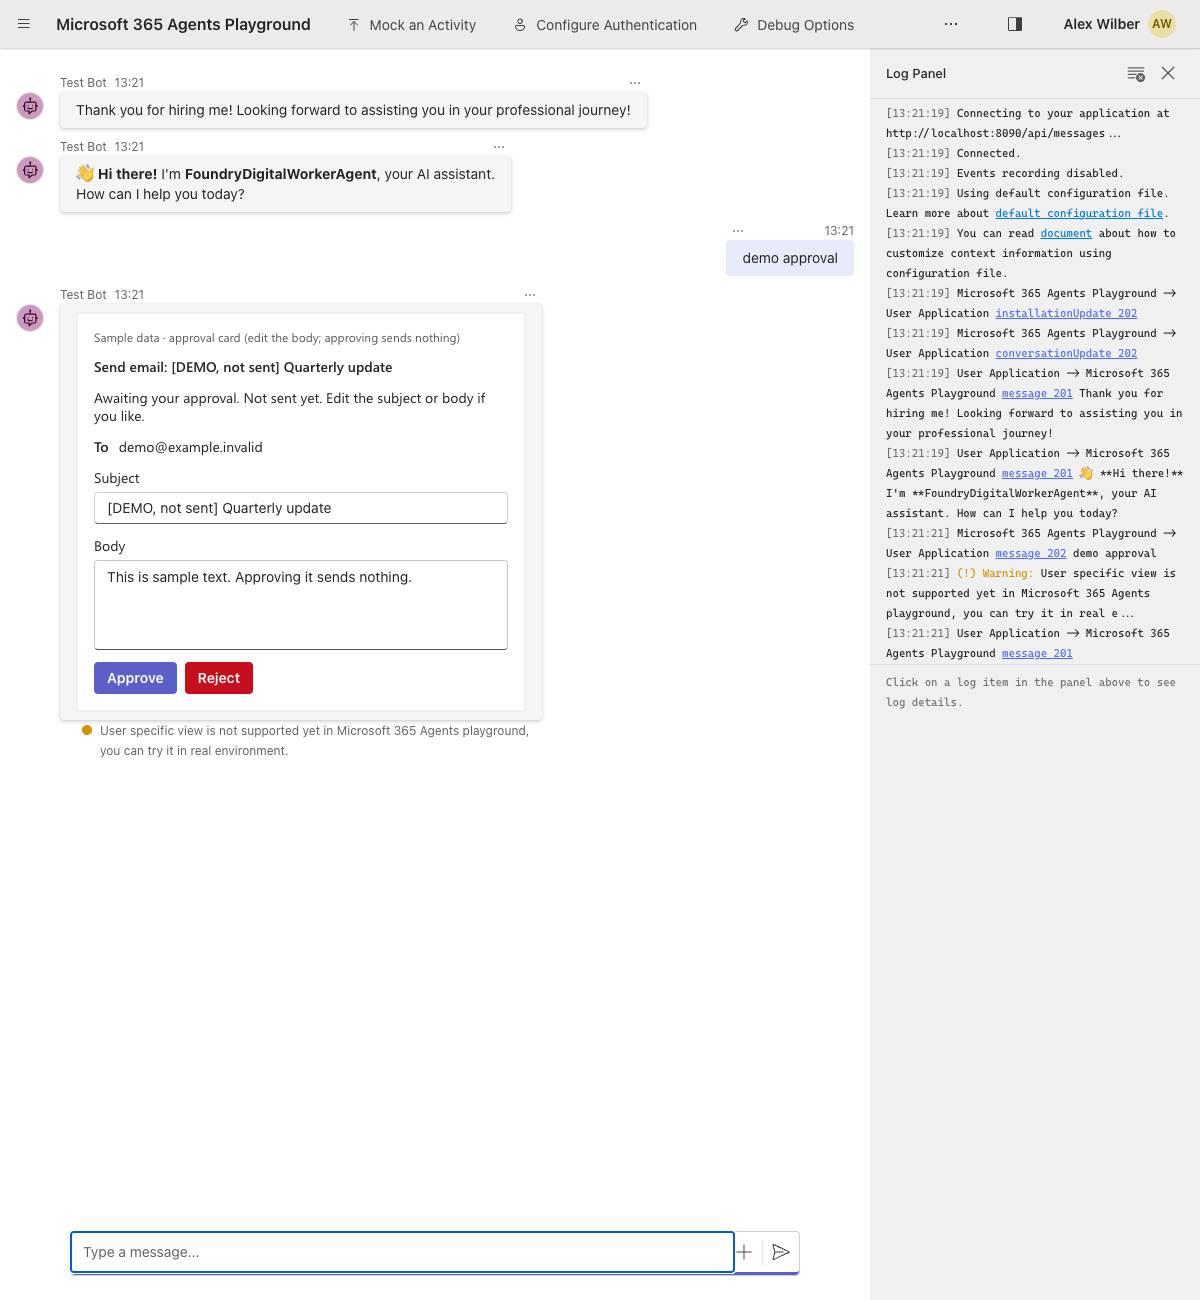 Microsoft 365 Agents Playground
Mock an Activity
Configure Authentication
Debug Options
Alex Wilber
AW
Test Bot 13:21
Thank you for hiring me! Looking forward to assisting you in your professional journey!
Test Bot 13:21
👋 Hi there! I'm FoundryDigitalWorkerAgent, your AI assistant.
How can I help you today?
13:21
demo approval
Test Bot 13:21
Sample data · approval card (edit the body; approving sends nothing)
Send email: [DEMO, not sent] Quarterly update
Awaiting your approval. Not sent yet. Edit the subject or body if
you like.
To demo@example.invalid
Subject
[DEMO, not sent] Quarterly update
Body
This is sample text. Approving it sends nothing.
Approve
Reject
User specific view is not supported yet in Microsoft 365 Agents playground,
you can try it in real environment.
Type a message...
Log Panel
[13:21:19] Connecting to your application at
http://localhost:8090/api/messages...
[13:21:19] Connected.
[13:21:19] Events recording disabled.
[13:21:19] Using default configuration file.
Learn more about default configuration file.
[13:21:19] You can read document about how to
customize context information using
configuration file.
[13:21:19] Microsoft 365 Agents Playground →
User Application installationUpdate 202
[13:21:19] Microsoft 365 Agents Playground →
User Application conversationUpdate 202
[13:21:19] User Application → Microsoft 365
Agents Playground message 201 Thank you for
hiring me! Looking forward to assisting you in
your professional journey!
[13:21:19] User Application → Microsoft 365
Agents Playground message 201 👋 **Hi there!**
I'm **FoundryDigitalWorkerAgent**, your AI
assistant. How can I help you today?
[13:21:21] Microsoft 365 Agents Playground →
User Application message 202 demo approval
[13:21:21] (!) Warning: User specific view is
not supported yet in Microsoft 365 Agents
playground, you can try it in real e...
[13:21:21] User Application → Microsoft 365
Agents Playground message 201
Click on a log item in the panel above to see
log details.